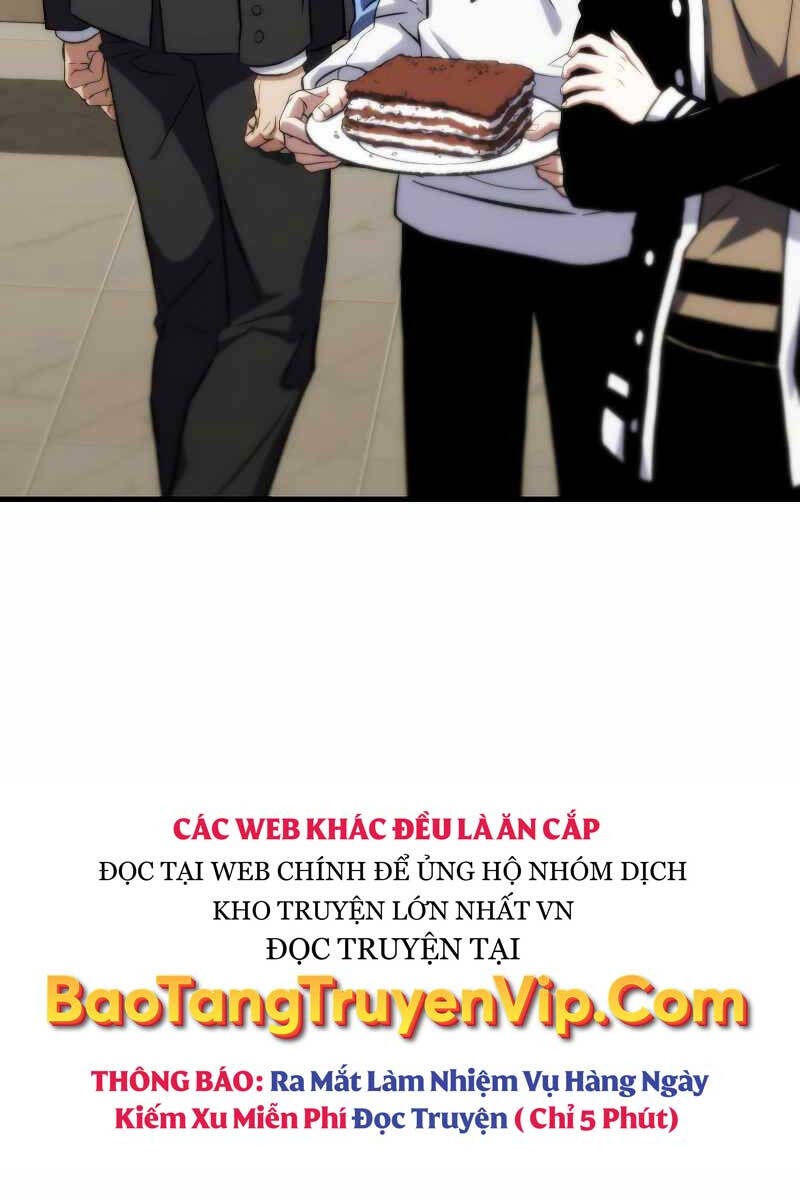 CÁC WEB KHÁC ĐỀU LÀ ĂN CẮP
ĐỌC TẠI WEB CHÍNH ĐỂ ỦNG HỘ NHÓM DỊCH
KHO TRUYỆN LỚN NHẤT VN
ĐỌC TRUYỆN TẠI
BaoTangTruyenVip.Com
THÔNG BÁO: Ra Mắt Làm Nhiệm Vụ Hàng Ngày
Kiếm Xu Miễn Phí Đọc Truyện ( Chỉ 5 Phút)